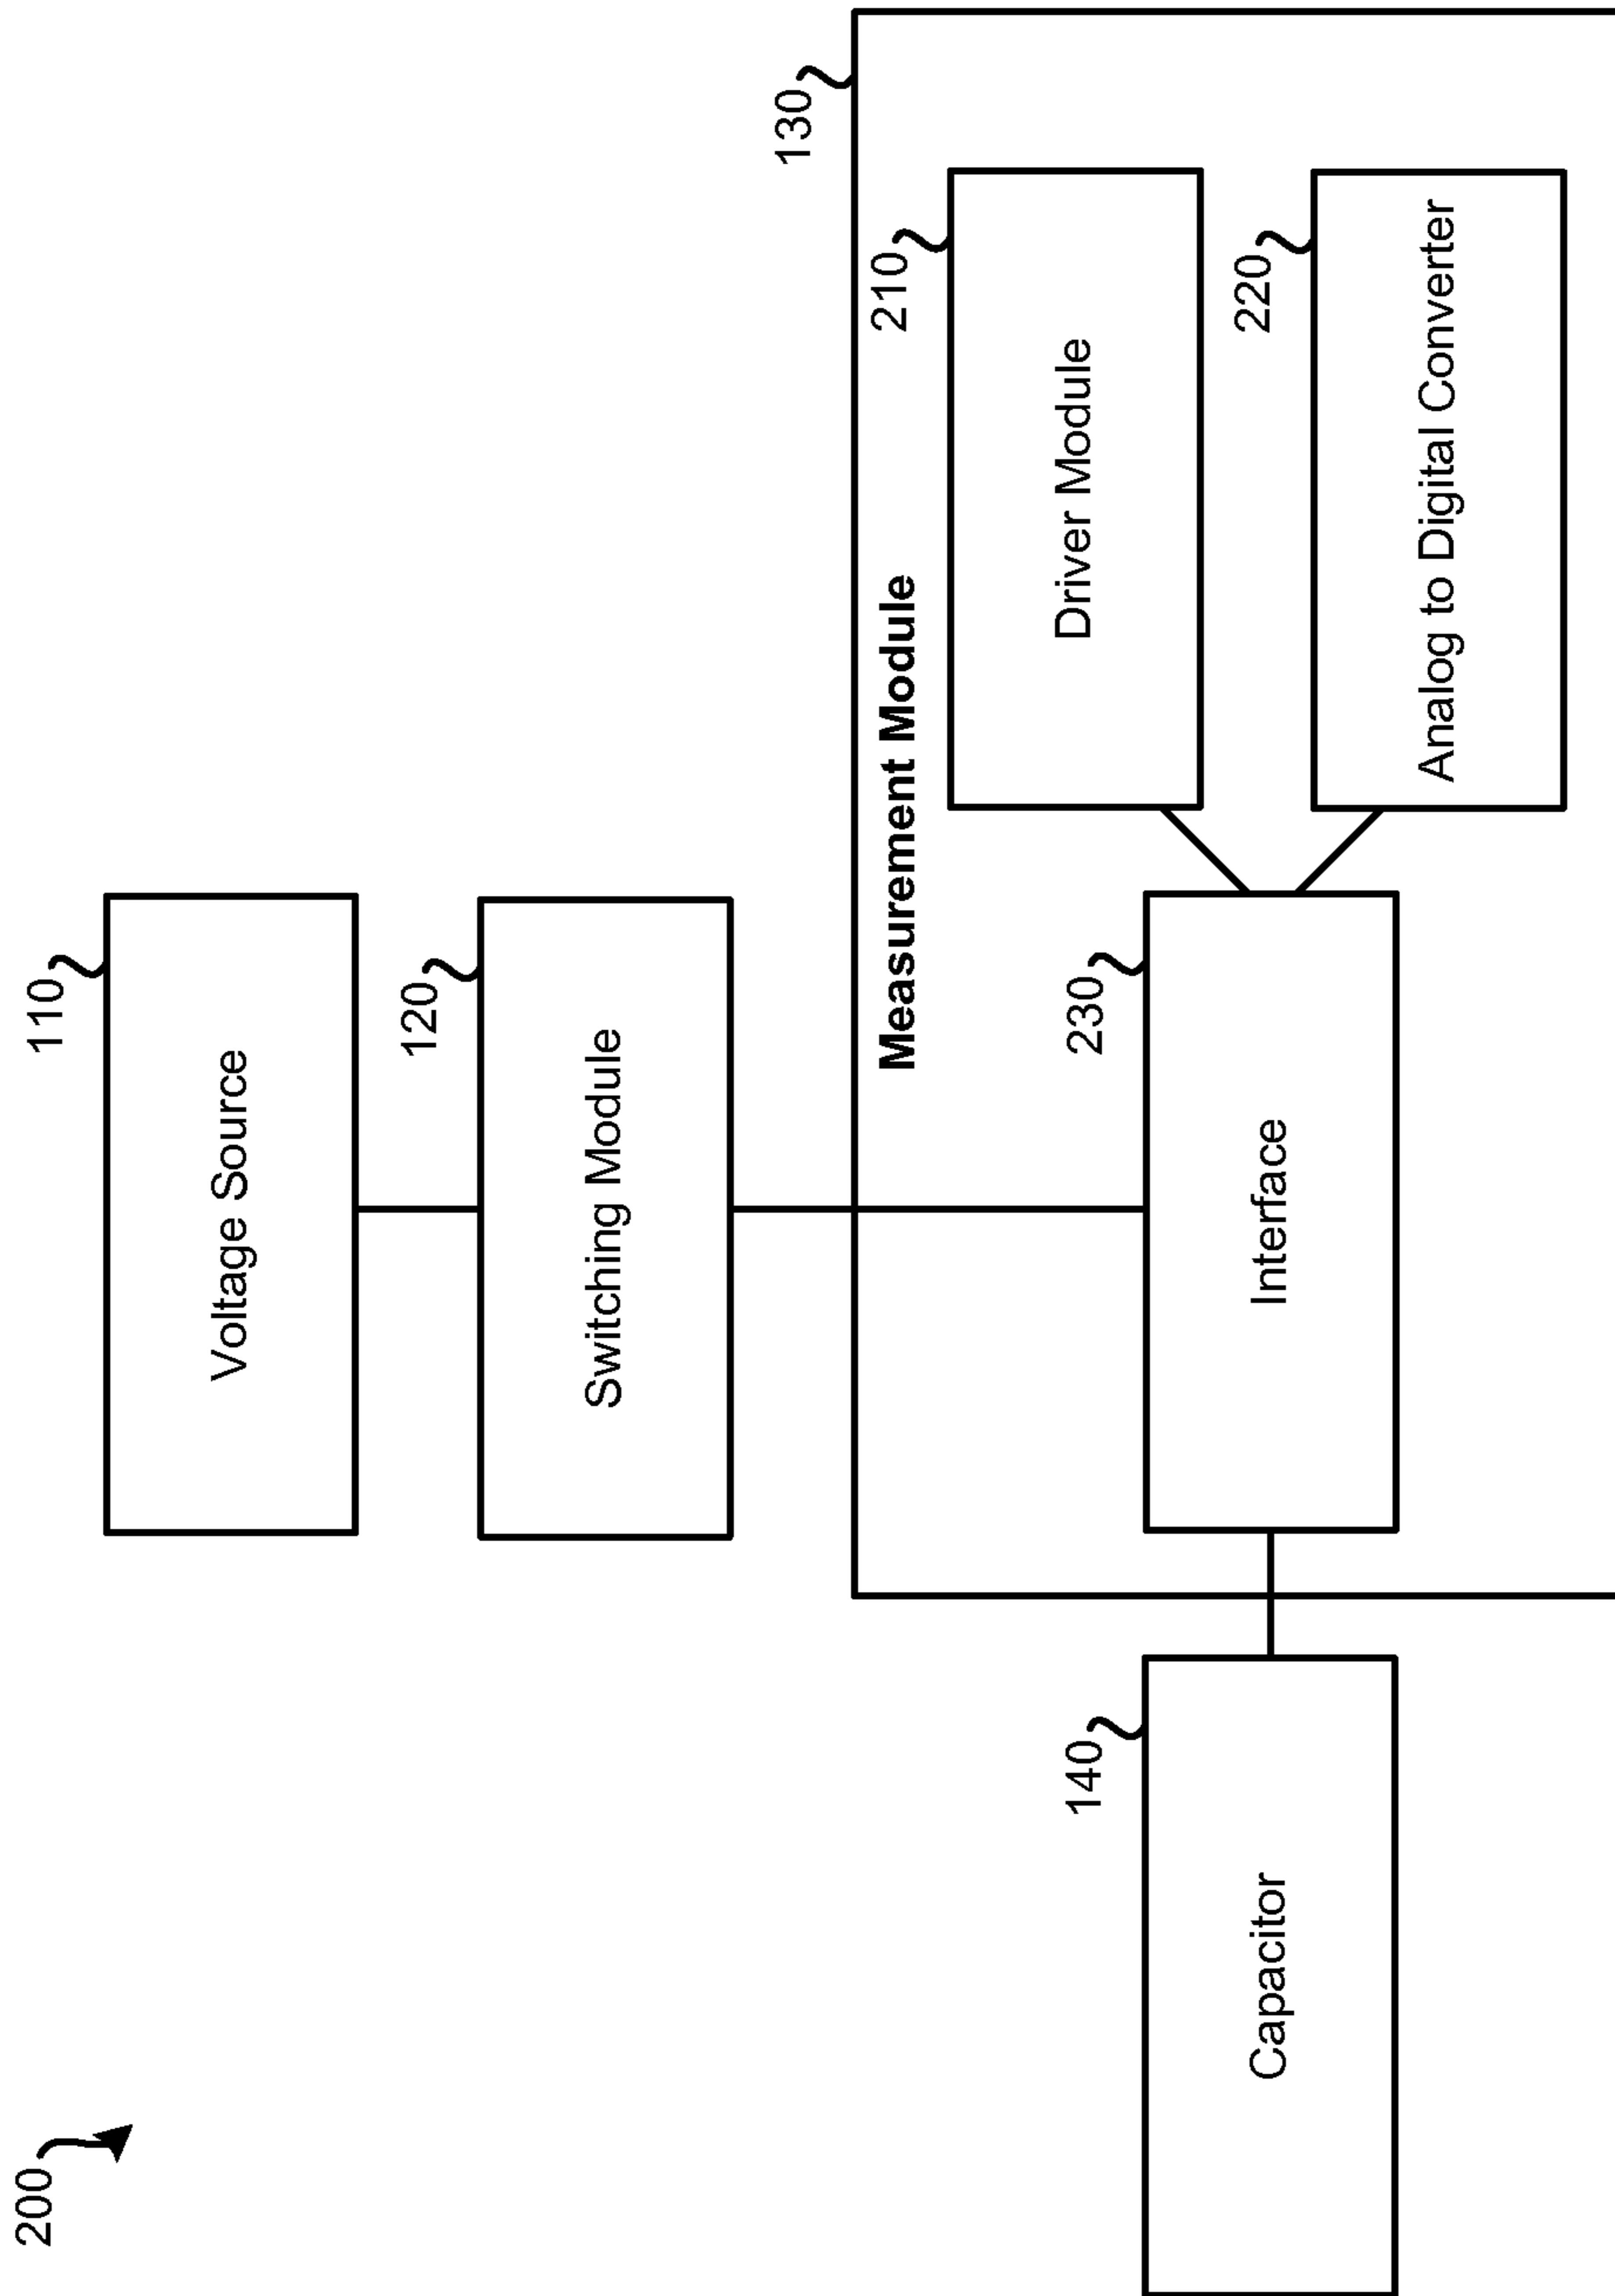 200
110
Voltage Source
120
Switching Module
130
Measurement Module
140
Capacitor
230
Interface
210
Driver Module
220
Analog to Digital Converter